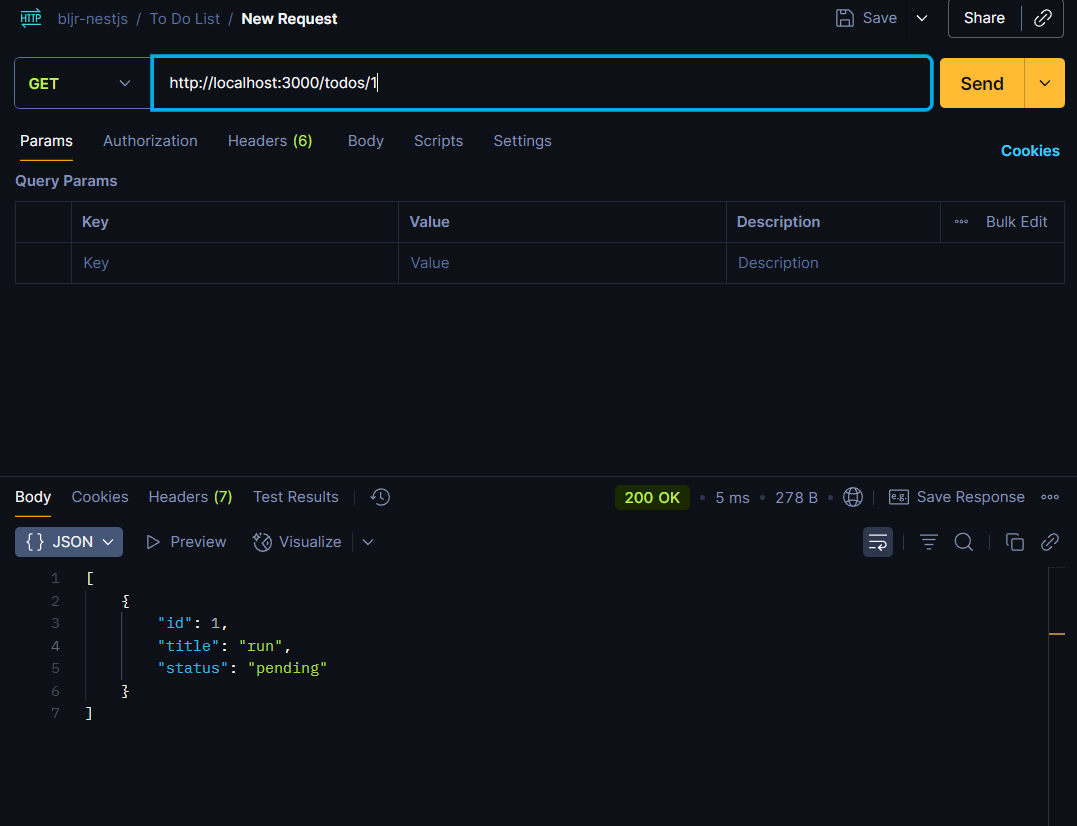 HTTP bljr-nestjs / To Do List / New Request Save Share
GET http://localhost:3000/todos/1 Send
Params Authorization Headers (6) Body Scripts Settings Cookies
Query Params
Key Value Description Bulk Edit
Key Value Description
Body Cookies Headers (7) Test Results 200 OK • 5 ms • 278 B • e.g. Save Response
{} JSON Preview Visualize
1 [
2 {
3 "id": 1,
4 "title": "run",
5 "status": "pending"
6 }
7 ]